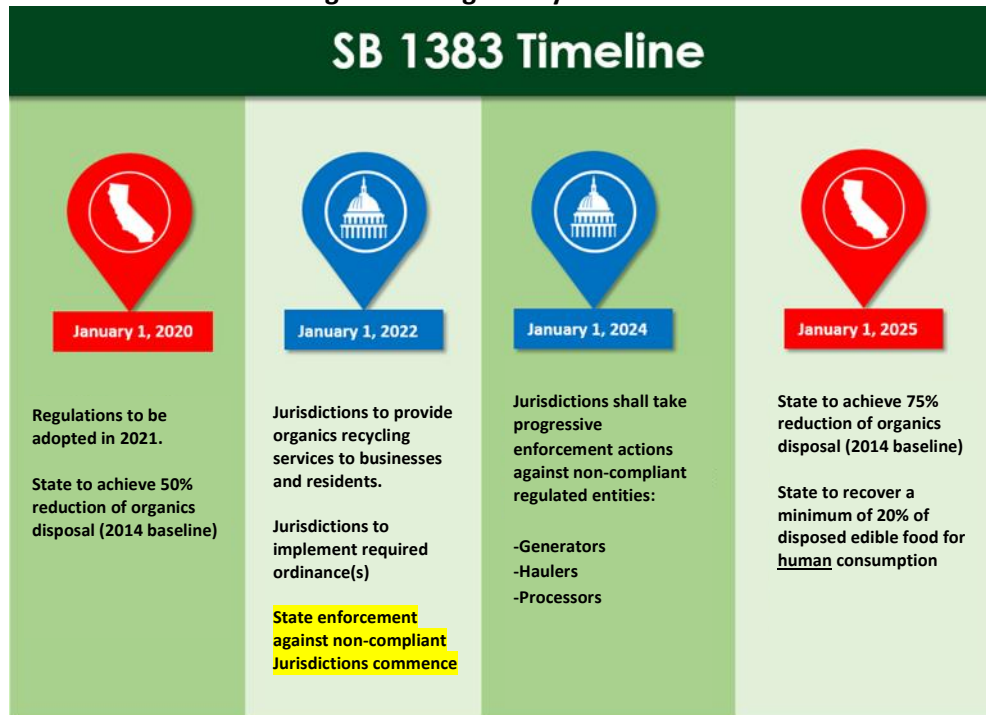 SB 1383 Timeline
January 1, 2020
Regulations to be
adopted in 2021.
State to achieve 50%
reduction of organics
disposal (2014 baseline)
January 1, 2022
Jurisdictions to provide
organics recycling
services to businesses
and residents.
Jurisdictions to
implement required
ordinance(s)
State enforcement
against non-compliant
Jurisdictions commence
January 1, 2024
Jurisdictions shall take
progressive
enforcement actions
against non-compliant
regulated entities:
-Generators
-Haulers
-Processors
January 1, 2025
State to achieve 75%
reduction of organics
disposal (2014 baseline)
State to recover a
minimum of 20% of
disposed edible food for
human consumption